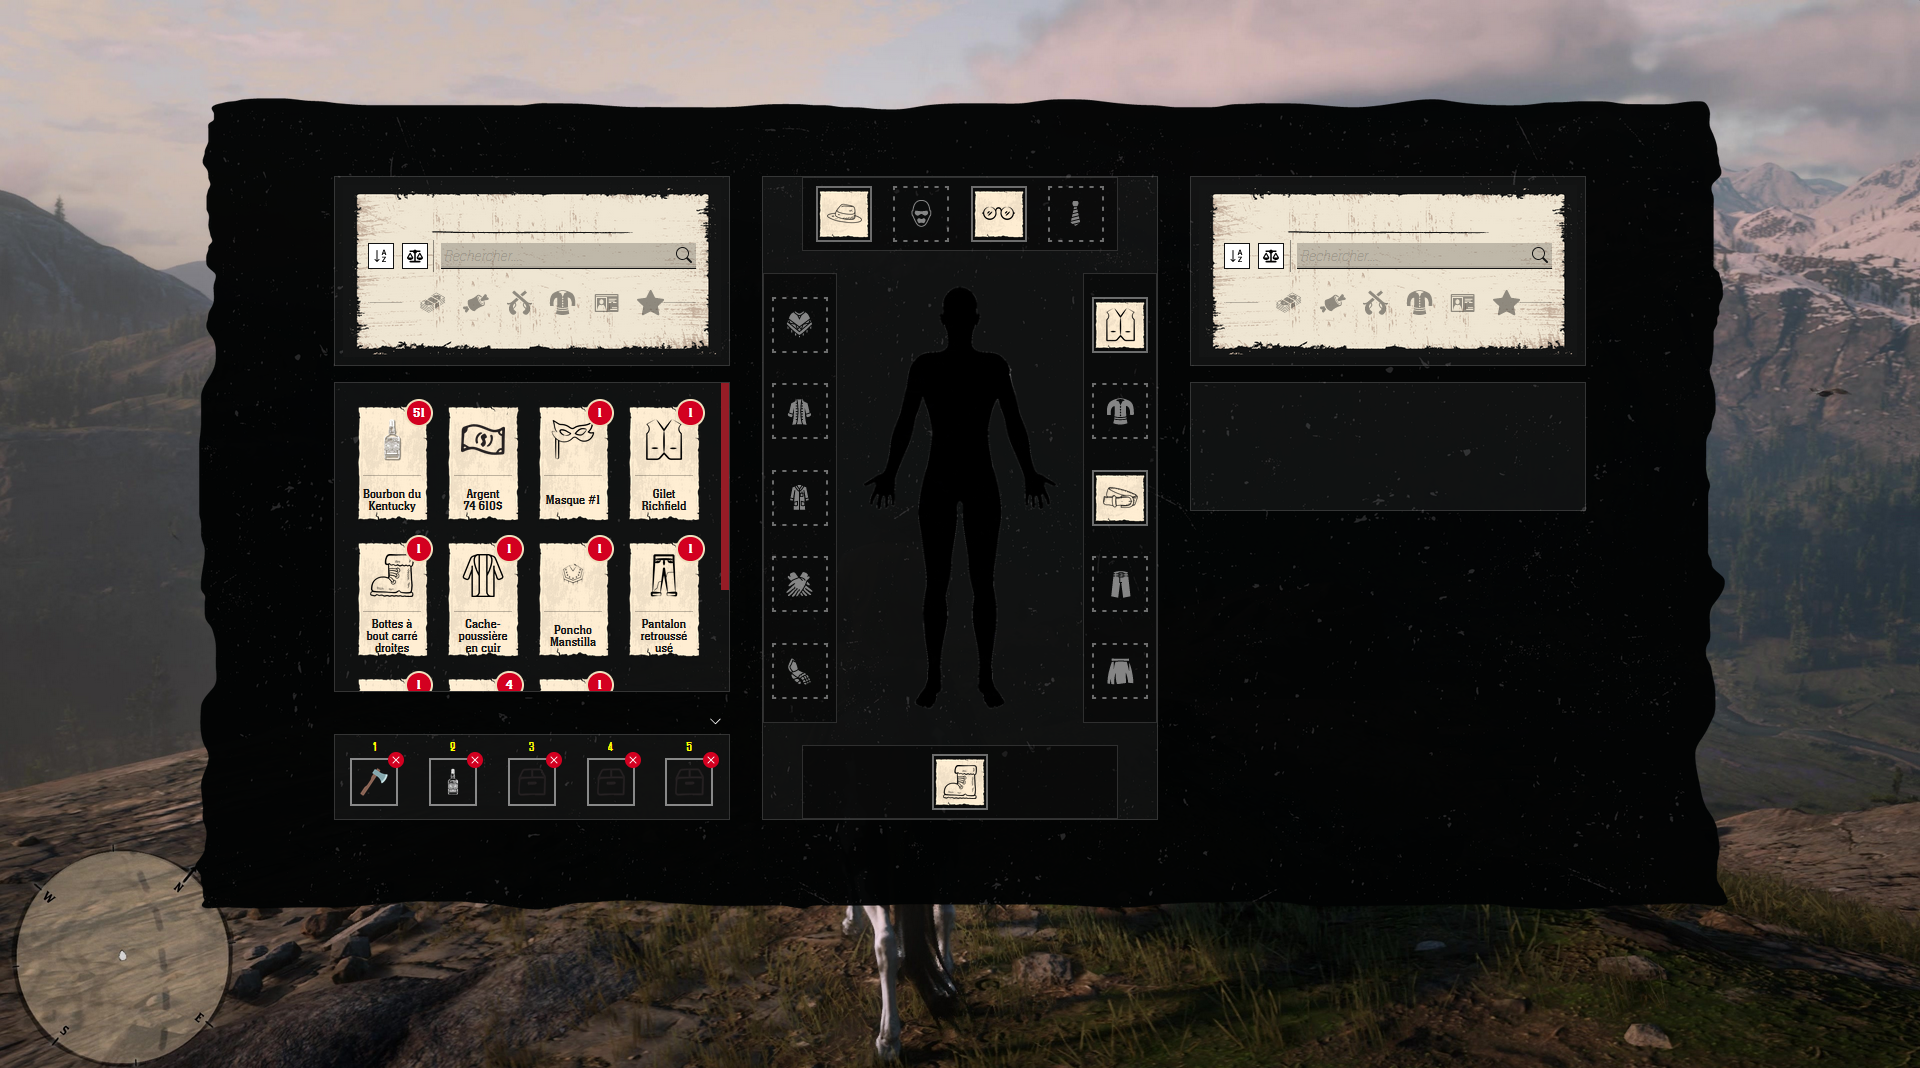 A
Z
Rechercher...
A
Z
Rechercher...
51
1
1
Bourbon du
Kentucky
Argent
74 610$
Masque #1
Gilet
Richfield
1
1
1
1
Bottes à
bout carré
droites
Cache-
poussière
en cuir
Poncho
Manstilla
Pantalon
retroussé
usé
1
4
1
1
2
3
4
5
N
W
S
E